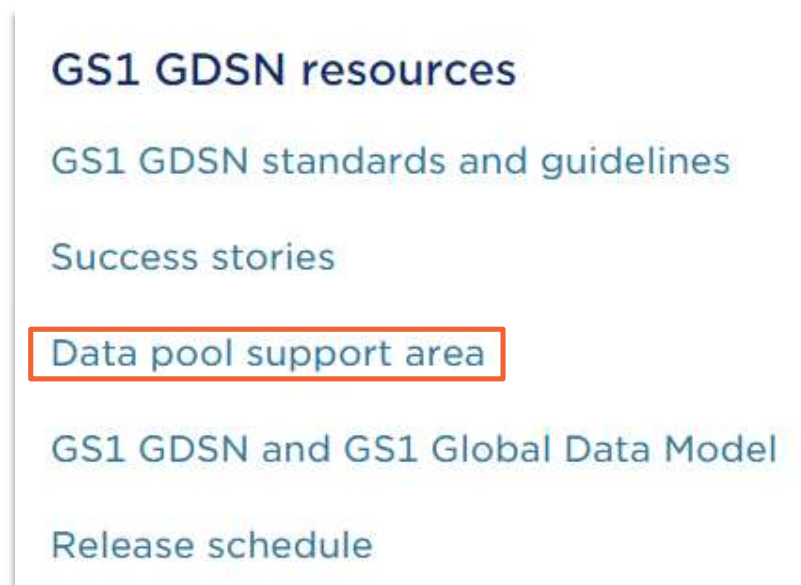 GS1 GDSN resources
GS1 GDSN standards and guidelines
Success stories
Data pool support area
GS1 GDSN and GS1 Global Data Model
Release schedule